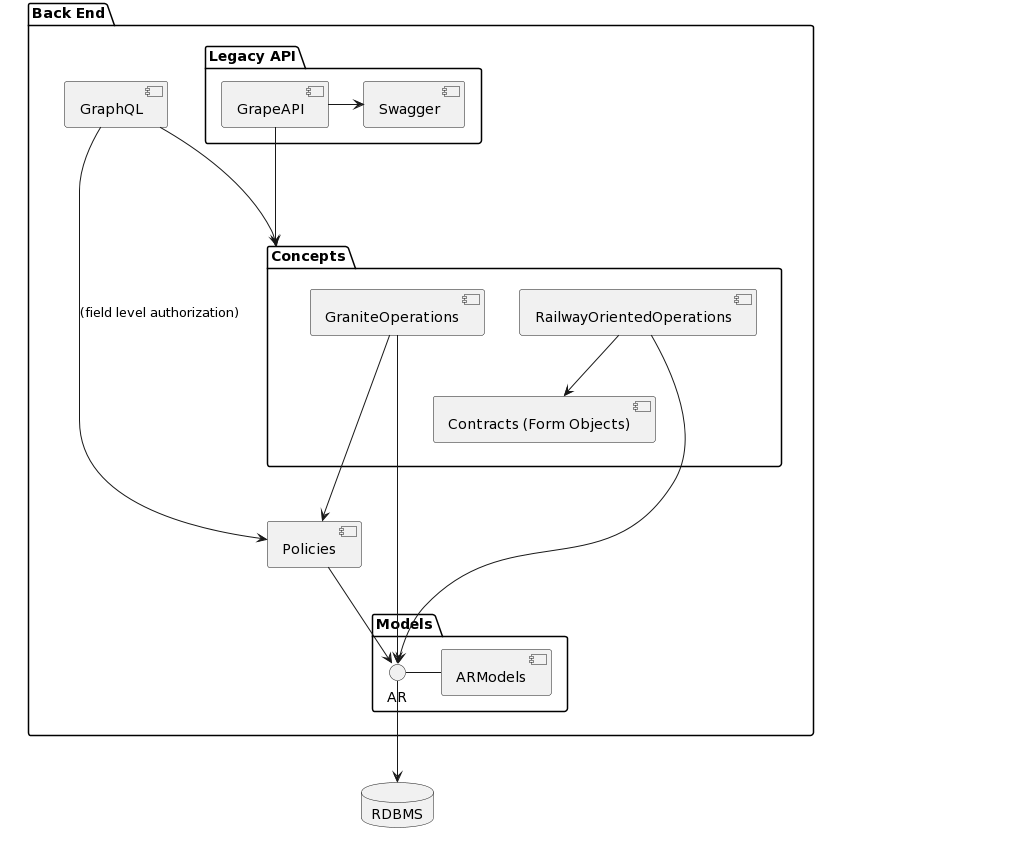 Back End
Legacy API
GraphQL
GrapeAPI
Swagger
Concepts
(field level authorization)
GraniteOperations
RailwayOrientedOperations
Contracts (Form Objects)
Policies
Models
ARModels
AR
RDBMS